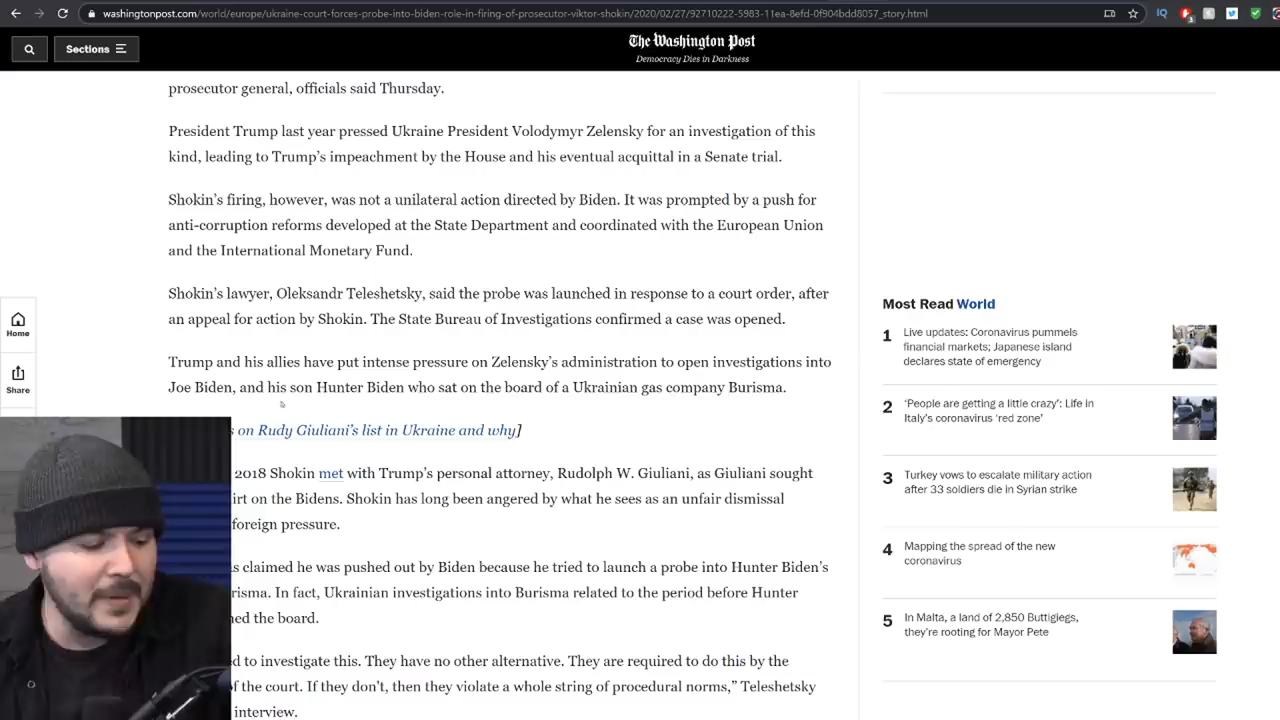 washingtonpost.com/world/europe/ukraine-court-forces-probe-into-biden-role-in-firing-of-prosecutor-viktor-shokin/2020/02/27/92710222-5983-11ea-8efd-0f904bdd8057_story.html
Sections
The Washington Post
Democracy Dies in Darkness
prosecutor general, officials said Thursday.
President Trump last year pressed Ukraine President Volodymyr Zelensky for an investigation of this
kind, leading to Trump's impeachment by the House and his eventual acquittal in a Senate trial.
Shokin's firing, however, was not a unilateral action directed by Biden. It was prompted by a push for
anti-corruption reforms developed at the State Department and coordinated with the European Union
and the International Monetary Fund.
Shokin's lawyer, Oleksandr Teleshetsky, said the probe was launched in response to a court order, after
an appeal for action by Shokin. The State Bureau of Investigations confirmed a case was opened.
Trump and his allies have put intense pressure on Zelensky's administration to open investigations into
Joe Biden, and his son Hunter Biden who sat on the board of a Ukrainian gas company Burisma.
on Rudy Giuliani's list in Ukraine and why]
2018 Shokin met with Trump's personal attorney, Rudolph W. Giuliani, as Giuliani sought
on the Bidens. Shokin has long been angered by what he sees as an unfair dismissal
foreign pressure.
claimed he was pushed out by Biden because he tried to launch a probe into Hunter Biden's
In fact, Ukrainian investigations into Burisma related to the period before Hunter
the board.
to investigate this. They have no other alternative. They are required to do this by the
of the court. If they don't, then they violate a whole string of procedural norms,” Teleshetsky
interview.
Home
Share
Most Read World
1 Live updates: Coronavirus pummels
financial markets; Japanese island
declares state of emergency
2 'People are getting a little crazy': Life in
Italy's coronavirus 'red zone'
3 Turkey vows to escalate military action
after 33 soldiers die in Syrian strike
4 Mapping the spread of the new
coronavirus
5 In Malta, a land of 2,850 Buttigiegs,
they're rooting for Mayor Pete